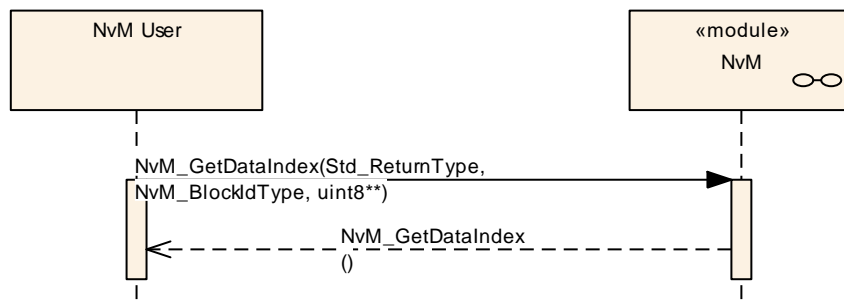 NvM User
«module»
NvM
NvM_GetDataIndex(Std_ReturnType,
NvM_BlockIdType, uint8**)
NvM_GetDataIndex
()